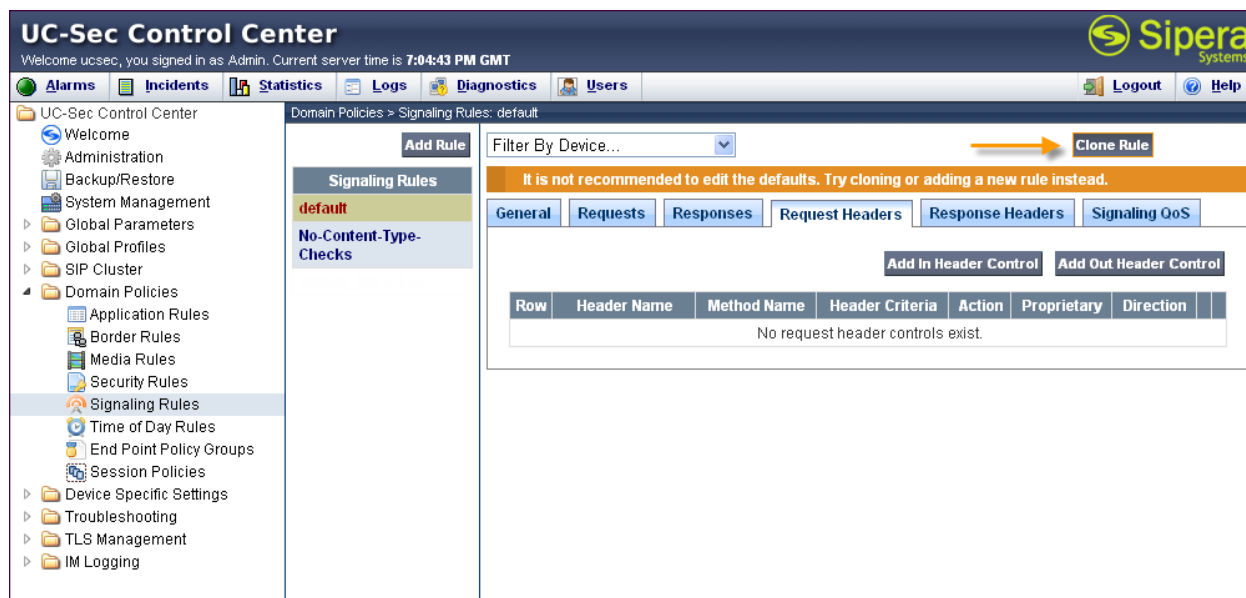 UC-Sec Control Center
Welcome ucsec, you signed in as Admin. Current server time is 7:04:43 PM GMT
Sipera
Systems
Alarms Incidents Statistics Logs Diagnostics Users Logout Help
UC-Sec Control Center
Welcome
Administration
Backup/Restore
System Management
Global Parameters
Global Profiles
SIP Cluster
Domain Policies
Application Rules
Border Rules
Media Rules
Security Rules
Signaling Rules
Time of Day Rules
End Point Policy Groups
Session Policies
Device Specific Settings
Troubleshooting
TLS Management
IM Logging
Domain Policies > Signaling Rules: default
Add Rule
Signaling Rules
default
No-Content-Type-
Checks
Filter By Device...
Clone Rule
It is not recommended to edit the defaults. Try cloning or adding a new rule instead.
General Requests Responses Request Headers Response Headers Signaling QoS
Add In Header Control Add Out Header Control
Row Header Name Method Name Header Criteria Action Proprietary Direction
No request header controls exist.